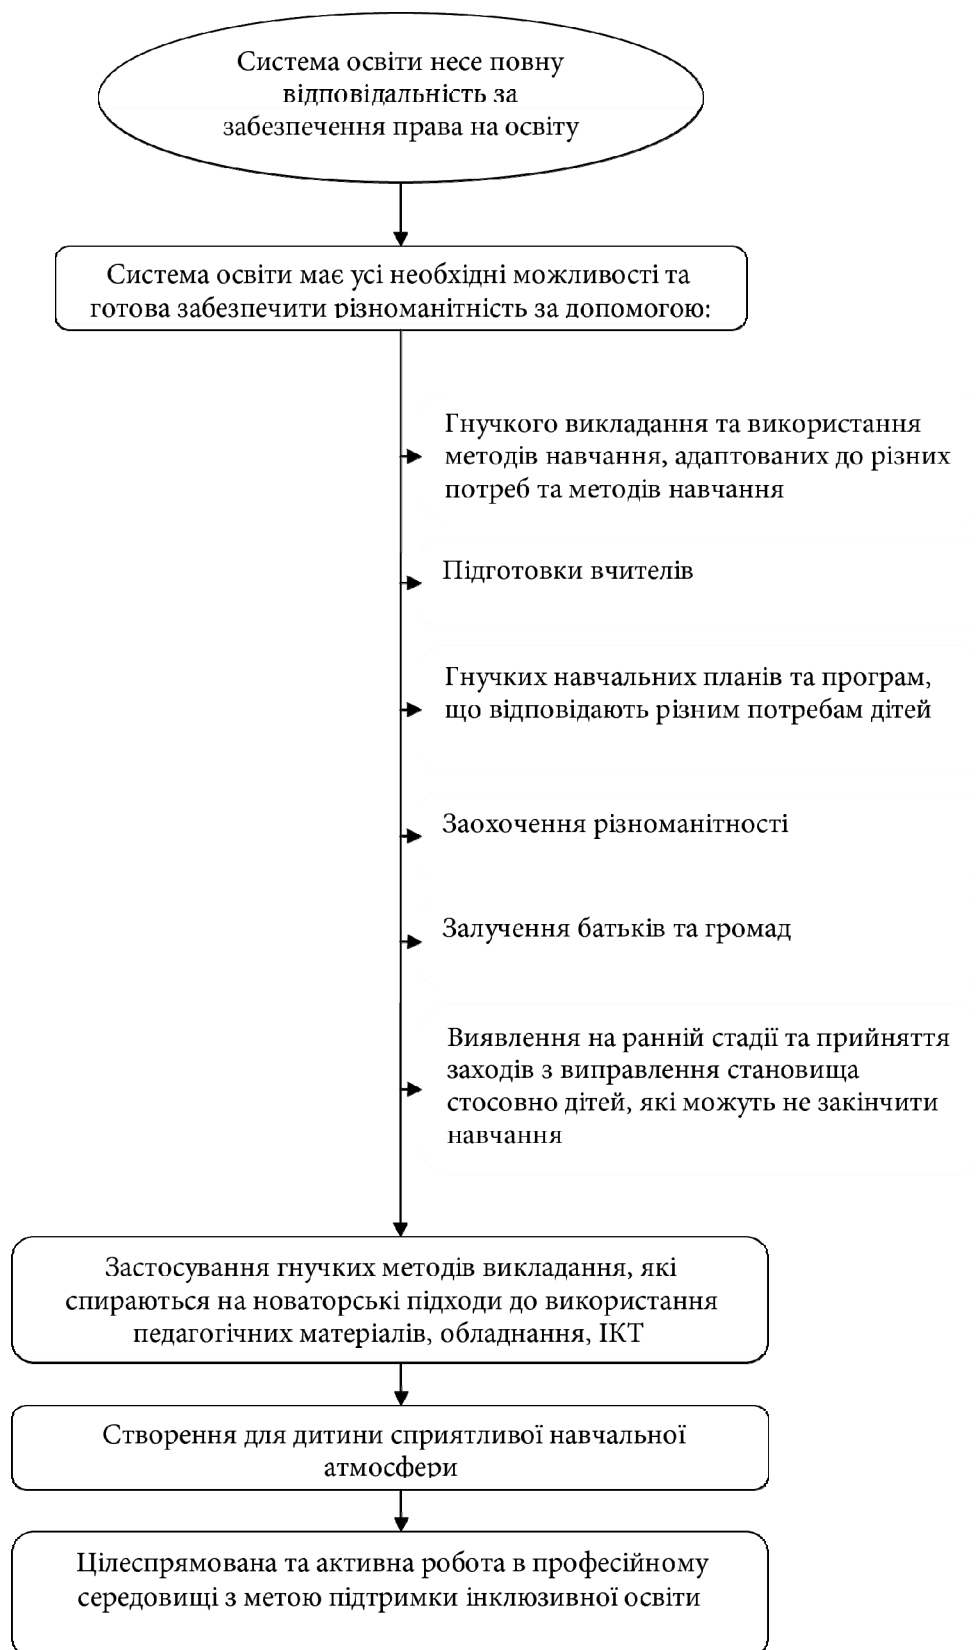 Система освіти несе повну
відповідальність за
забезпечення права на освіту
Система освіти має усі необхідні можливості та
готова забезпечити різноманітність за допомогою:
Гнучкого викладання та використання
методів навчання, адаптованих до різних
потреб та методів навчання
Підготовки вчителів
Гнучких навчальних планів та програм,
що відповідають різним потребам дітей
Заохочення різноманітності
Залучення батьків та громад
Виявлення на ранній стадії та прийняття
заходів з виправлення становища
стосовно дітей, які можуть не закінчити
навчання
Застосування гнучких методів викладання, які
спираються на новаторські підходи до використання
педагогічних матеріалів, обладнання, ІКТ
Створення для дитини сприятливої навчальної
атмосфери
Цілеспрямована та активна робота в професійному
середовищі з метою підтримки інклюзивної освіти